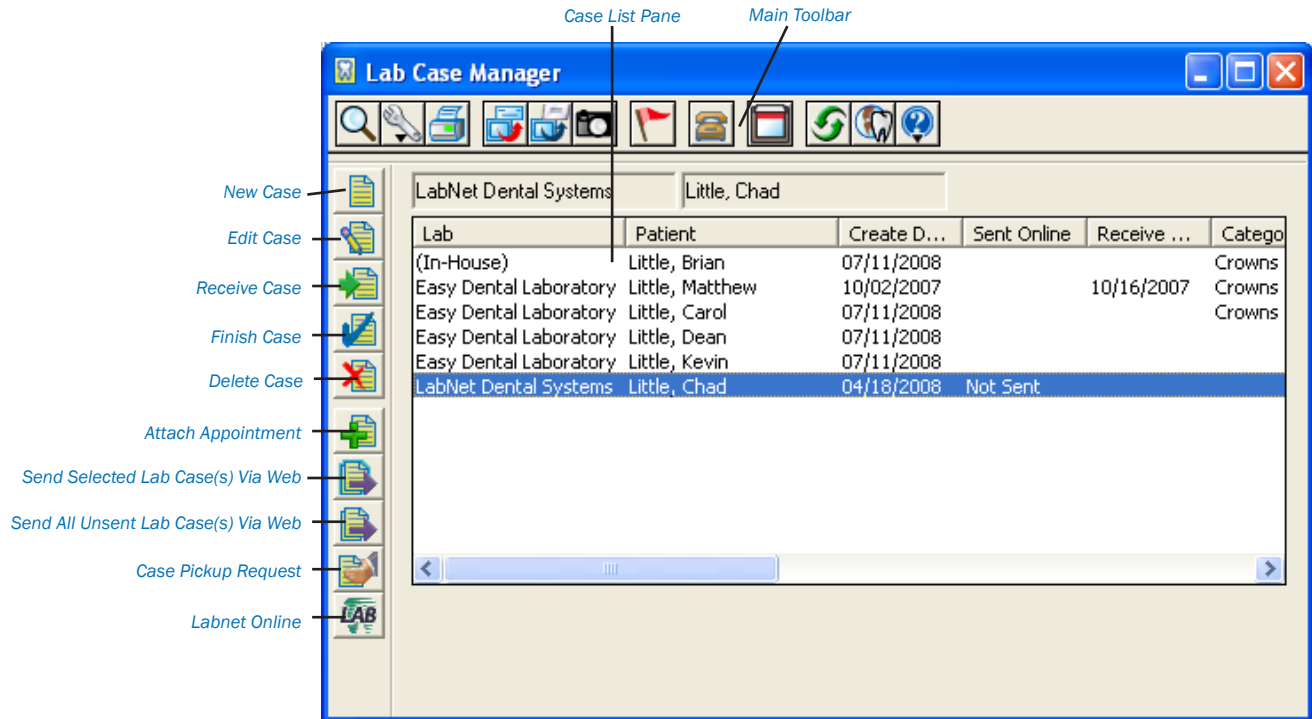 Case List Pane Main Toolbar
Lab Case Manager
New Case
Edit Case
Receive Case
Finish Case
Delete Case
Attach Appointment
Send Selected Lab Case(s) Via Web
Send All Unsent Lab Case(s) Via Web
Case Pickup Request
Labnet Online
LAB
LabNet Dental Systems Little, Chad
Lab Patient Create D... Sent Online Receive ... Catego
(In-House) Little, Brian 07/11/2008 Crowns
Easy Dental Laboratory Little, Matthew 10/02/2007 10/16/2007 Crowns
Easy Dental Laboratory Little, Carol 07/11/2008 Crowns
Easy Dental Laboratory Little, Dean 07/11/2008
Easy Dental Laboratory Little, Kevin 07/11/2008
LabNet Dental Systems Little, Chad 04/18/2008 Not Sent